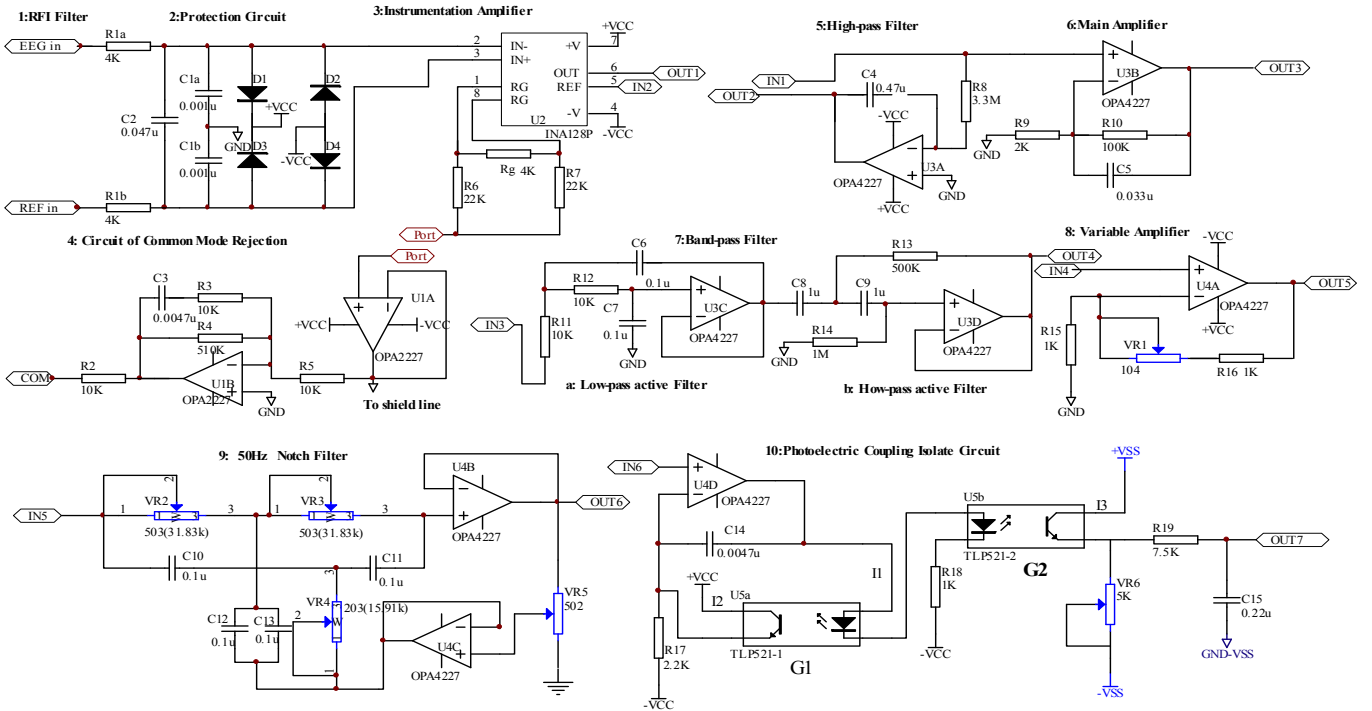 1:RFI Filter
2:Protection Circuit
3:Instrumentation Amplifier
EEG in
R1a
4K
C2
0.047u
C1a
0.001u
C1b
0.001u
GND
D1
+VCC
D3
D2
-VCC
D4
REF in
R1b
4K
2
3
1
8
IN-
IN+
RG
RG
+V
OUT
REF
-V
U2
INA128P
7
6
5
4
+VCC
OUT1
IN2
-VCC
Rg 4K
R6
22K
R7
22K
Port
5:High-pass Filter
6:Main Amplifier
IN1
OUT2
C4
0.47u
R8
3.3M
-VCC
OPA4227
U3A
+VCC
GND
U3B
OPA4227
OUT3
GND
R9
2K
R10
100K
C5
0.033u
4: Circuit of Common Mode Rejection
Port
C3
0.0047u
R3
10K
R4
510K
COM
R2
10K
U1B
OPA2227
GND
R5
10K
+VCC
U1A
-VCC
OPA2227
To shield line
7:Band-pass Filter
IN3
R11
10K
R12
10K
C6
0.1u
C7
0.1u
GND
U3C
OPA4227
a: Low-pass active Filter
C8
1u
C9
1u
R13
500K
R14
1M
GND
U3D
OPA4227
OUT4
b: How-pass active Filter
8: Variable Amplifier
IN4
-VCC
U4A
OPA4227
+VCC
OUT5
R15
1K
GND
VR1
104
R16 1K
9: 50Hz Notch Filter
IN5
1
2
3
VR2
W
503(31.83k)
1
2
3
VR3
W
503(31.83k)
U4B
OPA4227
OUT6
C10
0.1u
C11
0.1u
C12
0.1u
C13
0.1u
3
2
1
VR4
W
203(15.91k)
U4C
OPA4227
VR5
502
10:Photoelectric Coupling Isolate Circuit
IN6
U4D
OPA4227
C14
0.0047u
+VCC
I2
U5a
I1
TLP521-1
G1
R17
2.2K
-VCC
R18
1K
-VCC
U5b
TLP521-2
G2
I3
+VSS
R19
7.5K
OUT7
VR6
5K
-VSS
C15
0.22u
GND-VSS